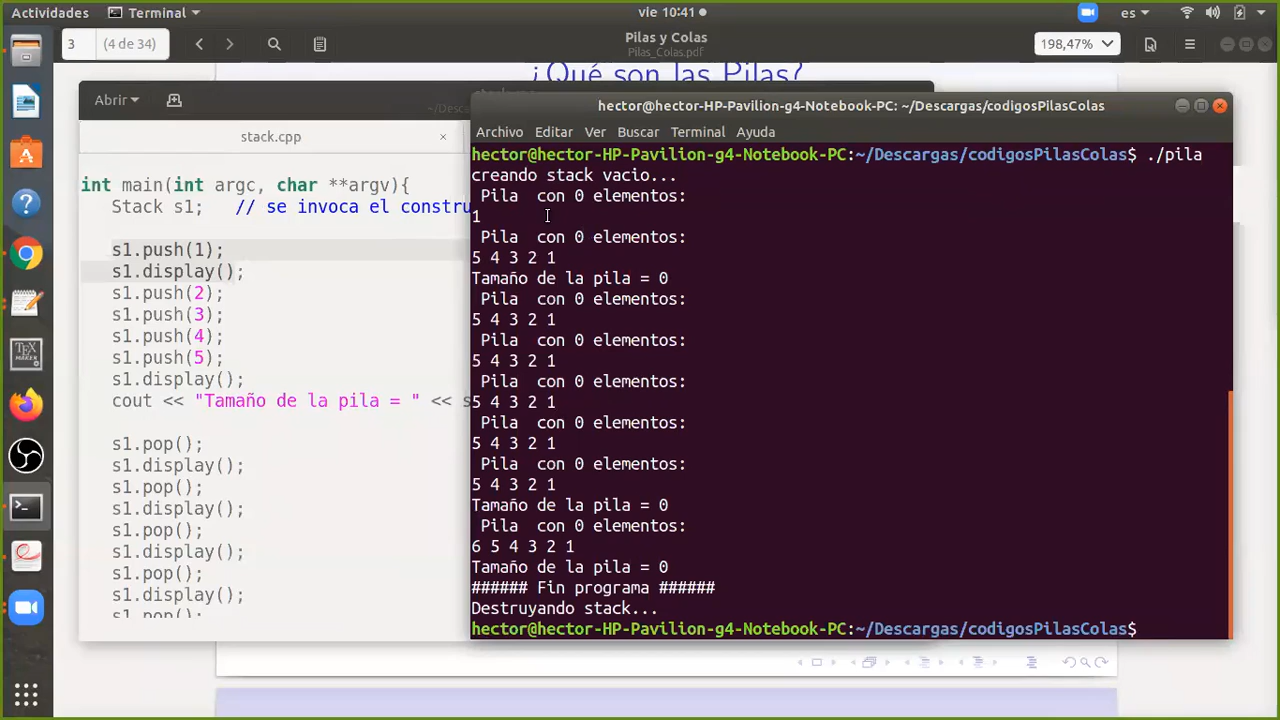 Actividades Terminal vie 10:41 es
3 (4 de 34) Pilas y Colas 198,47%
Pilas_Colas.pdf
¿Qué son las Pilas?
Abrir
stack.cpp
int main(int argc, char **argv){
Stack s1; // se invoca el constru
s1.push(1);
s1.display();
s1.push(2);
s1.push(3);
s1.push(4);
s1.push(5);
s1.display();
cout << "Tamaño de la pila = " << s
s1.pop();
s1.display();
s1.pop();
s1.display();
s1.pop();
s1.display();
s1.pop();
s1.display();
s1.pop();
hector@hector-HP-Pavilion-g4-Notebook-PC: ~/Descargas/codigosPilasColas
Archivo Editar Ver Buscar Terminal Ayuda
hector@hector-HP-Pavilion-g4-Notebook-PC:~/Descargas/codigosPilasColas$ ./pila
creando stack vacio...
Pila con 0 elementos:
1
Pila con 0 elementos:
5 4 3 2 1
Tamaño de la pila = 0
Pila con 0 elementos:
5 4 3 2 1
Pila con 0 elementos:
5 4 3 2 1
Pila con 0 elementos:
5 4 3 2 1
Pila con 0 elementos:
5 4 3 2 1
Pila con 0 elementos:
5 4 3 2 1
Tamaño de la pila = 0
Pila con 0 elementos:
6 5 4 3 2 1
Tamaño de la pila = 0
###### Fin programa ######
Destruyando stack...
hector@hector-HP-Pavilion-g4-Notebook-PC:~/Descargas/codigosPilasColas$